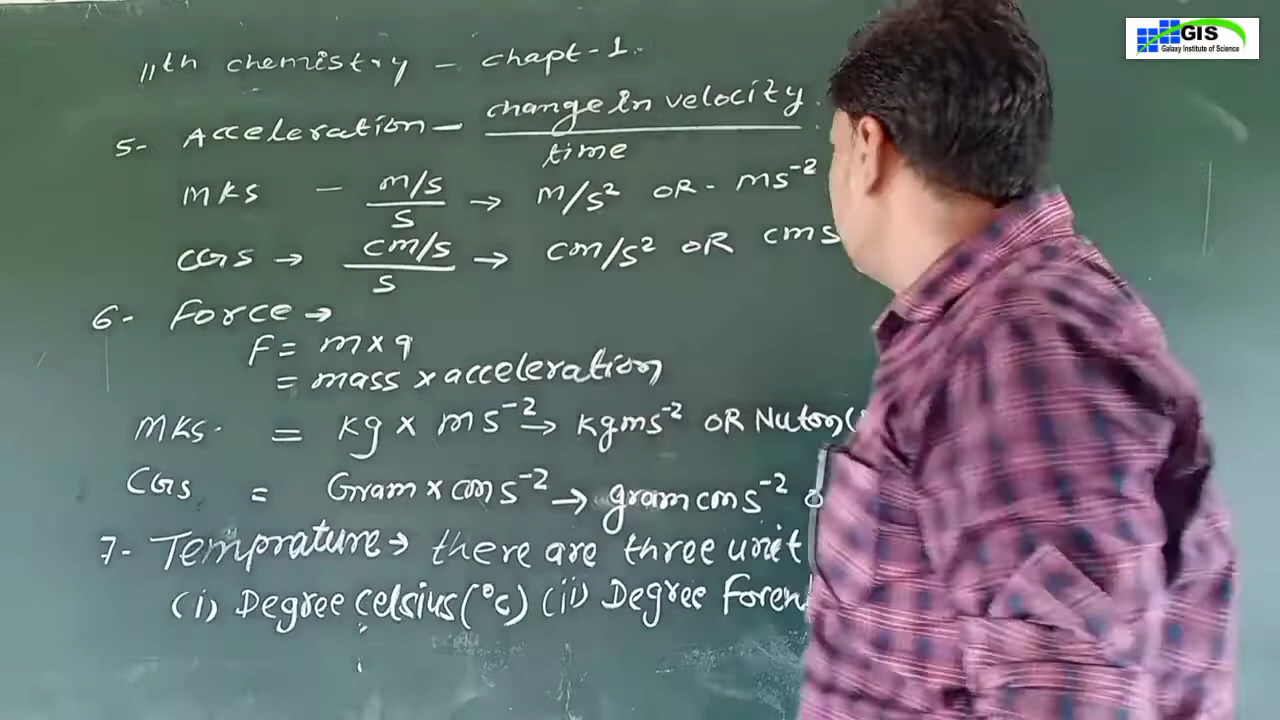 GIS
Galaxy Institute of Science
11th chemistry - chapt-1.
5- Acceleration - change in velocity.
time
MKS - m/s → m/s² OR - ms⁻²
s
CGS → cm/s → cm/s² OR cms
s
6- Force →
F = m×a
= mass × acceleration
MKS. = kg × ms⁻² → kgms⁻² OR Nuton(
CGS = Gram × cms⁻² → gram cms⁻²
7- Temprature → there are three unit
(i) Degree Celsius (°c) (ii) Degree Foren